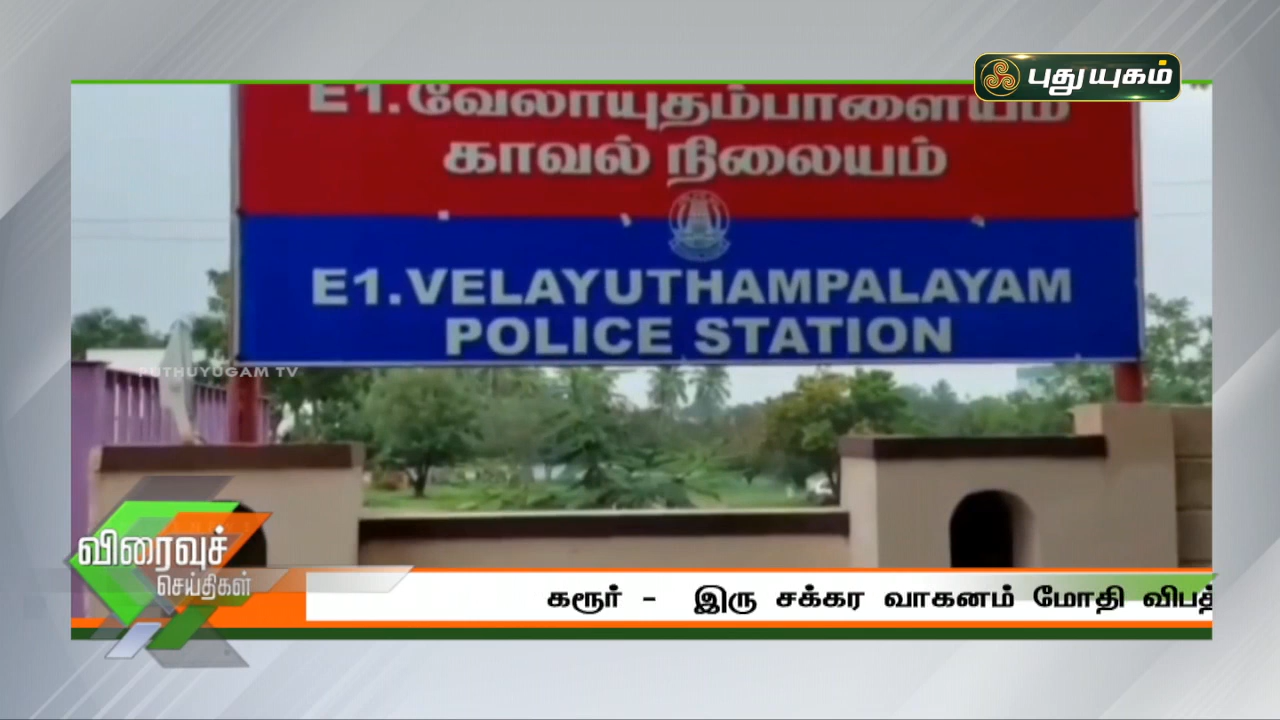 புதுயுகம்
E1.வேலாயுதம்பாளையம்
காவல் நிலையம்
E1.VELAYUTHAMPALAYAM
POLICE STATION
PUTHUYUGAM TV
விரைவுச்
செய்திகள்
கரூர் - இரு சக்கர வாகனம் மோதி